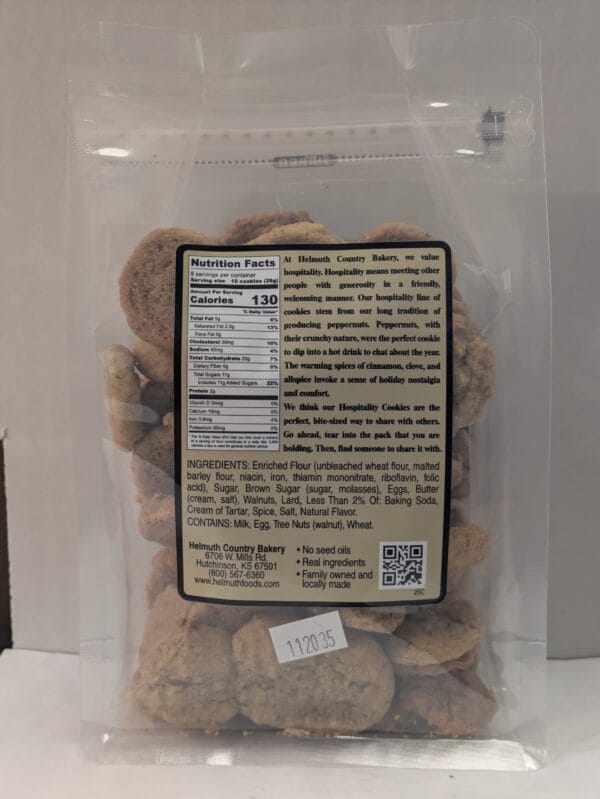 Nutrition Facts
8 servings per container
Serving size 10 cookies (28g)
Amount Per Serving
Calories 130
% Daily Value*
Total Fat 5g 6%
Saturated Fat 2.5g 13%
Trans Fat 0g
Cholesterol 30mg 10%
Sodium 85mg 4%
Total Carbohydrate 20g 7%
Dietary Fiber 0g 0%
Total Sugars 11g
Includes 11g Added Sugars 22%
Protein 2g
Vitamin D 0mcg 0%
Calcium 10mg 0%
Iron 0.8mg 4%
Potassium 30mg 0%
At Helmuth Country Bakery, we value
hospitality. Hospitality means meeting other
people with generosity in a friendly,
welcoming manner. Our hospitality line of
cookies stem from our long tradition of
producing peppernuts. Peppernuts, with
their crunchy nature, were the perfect cookie
to dip into a hot drink to chat about the year.
The warming spices of cinnamon, clove, and
allspice invoke a sense of holiday nostalgia
and comfort.
We think our Hospitality Cookies are the
perfect, bite-sized way to share with others.
Go ahead, tear into the pack that you are
holding. Then, find someone to share it with.
INGREDIENTS: Enriched Flour (unbleached wheat flour, malted
barley flour, niacin, iron, thiamin mononitrate, riboflavin, folic
acid), Sugar, Brown Sugar (sugar, molasses), Eggs, Butter
(cream, salt), Walnuts, Lard, Less Than 2% Of: Baking Soda,
Cream of Tartar, Spice, Salt, Natural Flavor.
CONTAINS: Milk, Egg, Tree Nuts (walnut), Wheat.
Helmuth Country Bakery
6706 W. Mills Rd.
Hutchinson, KS 67501
(800) 567-6360
www.helmuthfoods.com
• No seed oils
• Real ingredients
• Family owned and
locally made
25C
112035